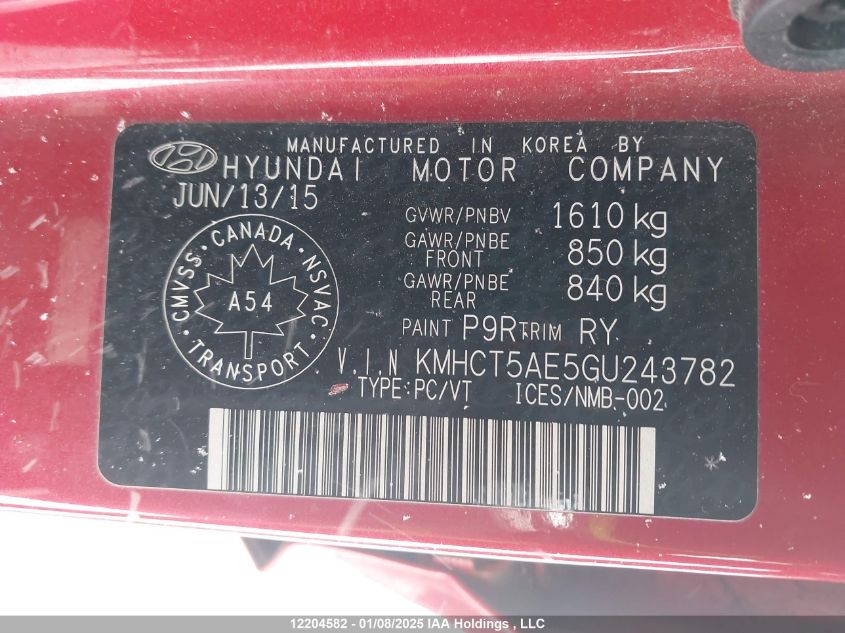 MANUFACTURED IN KOREA BY
HYUNDAI MOTOR COMPANY
JUN/13/15
GVWR/PNBV 1610 kg
GAWR/PNBE FRONT 850 kg
GAWR/PNBE REAR 840 kg
CMVSS · CANADA · NSVAC · TRANSPORT ·
A54
PAINT P9R TRIM RY
V.I.N KMHCT5AE5GU243782
TYPE:PC/VT ICES/NMB-002
*
12204582 - 01/08/2025 IAA Holdings , LLC